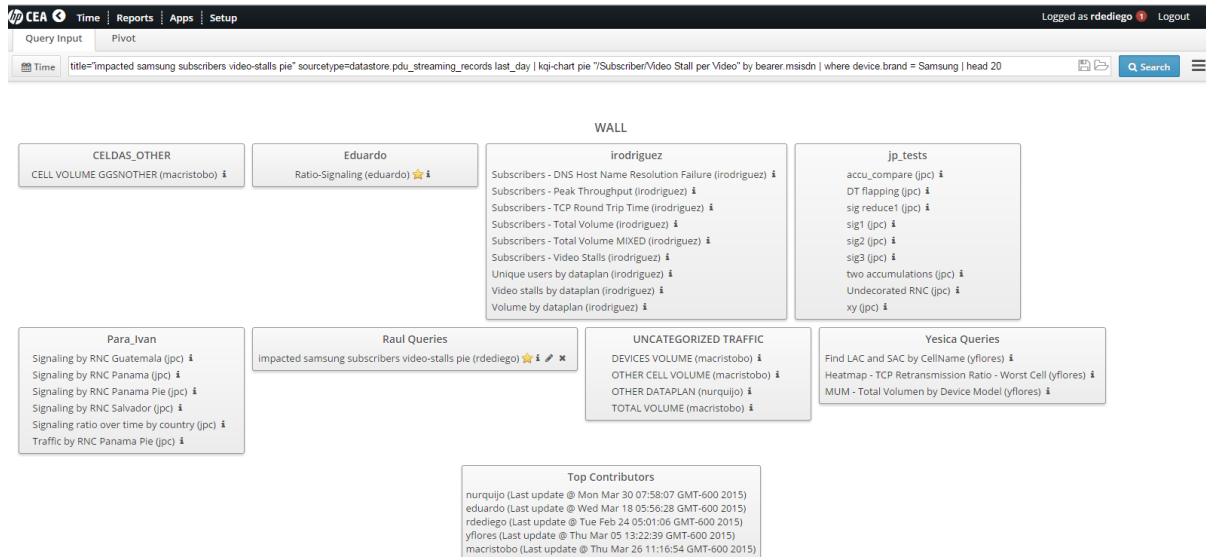 hp CEA Time Reports Apps Setup Logged as rdediego 1 Logout
Query Input Pivot
Time title="impacted samsung subscribers video-stalls pie" sourcetype=datastore.pdu_streaming_records last_day | kqi-chart pie "/Subscriber/Video Stall per Video" by bearer.msisdn | where device.brand = Samsung | head 20 Search
WALL
CELDAS_OTHER
CELL VOLUME GGSNOTHER (macristobo) i
Eduardo
Ratio-Signaling (eduardo) i
irodriguez
Subscribers - DNS Host Name Resolution Failure (irodriguez) i
Subscribers - Peak Throughput (irodriguez) i
Subscribers - TCP Round Trip Time (irodriguez) i
Subscribers - Total Volume (irodriguez) i
Subscribers - Total Volume MIXED (irodriguez) i
Subscribers - Video Stalls (irodriguez) i
Unique users by dataplan (irodriguez) i
Video stalls by dataplan (irodriguez) i
Volume by dataplan (irodriguez) i
jp_tests
accu_compare (jpc) i
DT flapping (jpc) i
sig reduce1 (jpc) i
sig1 (jpc) i
sig2 (jpc) i
sig3 (jpc) i
two accumulations (jpc) i
Undecorated RNC (jpc) i
xy (jpc) i
Para_Ivan
Signaling by RNC Guatemala (jpc) i
Signaling by RNC Panama (jpc) i
Signaling by RNC Panama Pie (jpc) i
Signaling by RNC Salvador (jpc) i
Signaling ratio over time by country (jpc) i
Traffic by RNC Panama Pie (jpc) i
Raul Queries
impacted samsung subscribers video-stalls pie (rdediego) i
UNCATEGORIZED TRAFFIC
DEVICES VOLUME (macristobo) i
OTHER CELL VOLUME (macristobo) i
OTHER DATAPLAN (nurquijo) i
TOTAL VOLUME (macristobo) i
Yesica Queries
Find LAC and SAC by CellName (yflores) i
Heatmap - TCP Retransmission Ratio - Worst Cell (yflores) i
MUM - Total Volumen by Device Model (yflores) i
Top Contributors
nurquijo (Last update @ Mon Mar 30 07:58:07 GMT-600 2015)
eduardo (Last update @ Wed Mar 18 05:56:28 GMT-600 2015)
rdediego (Last update @ Tue Feb 24 05:01:06 GMT-600 2015)
yflores (Last update @ Thu Mar 05 13:22:39 GMT-600 2015)
macristobo (Last update @ Thu Mar 26 11:16:54 GMT-600 2015)